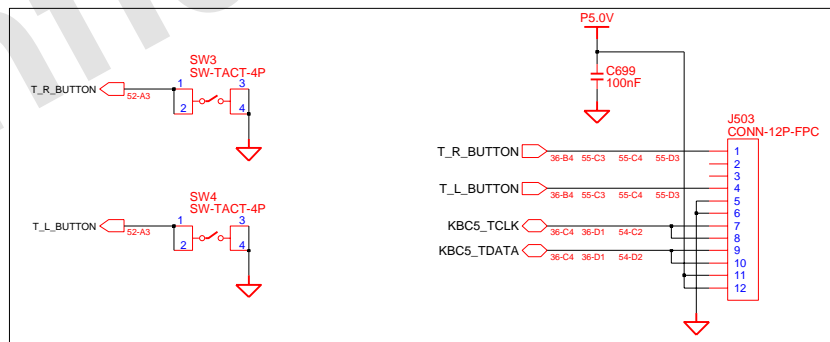 P5.0V
C699
100nF
SW3
SW-TACT-4P
T_R_BUTTON
52-A3
1
2
3
4
SW4
SW-TACT-4P
T_L_BUTTON
52-A3
1
2
3
4
J503
CONN-12P-FPC
T_R_BUTTON
36-B4 55-C3 55-C4 55-D3
1
2
3
T_L_BUTTON
36-B4 55-C3 55-C4 55-D3
4
5
6
KBC5_TCLK
36-C4 36-D1 54-C2
7
8
KBC5_TDATA
36-C4 36-D1 54-D2
9
10
11
12